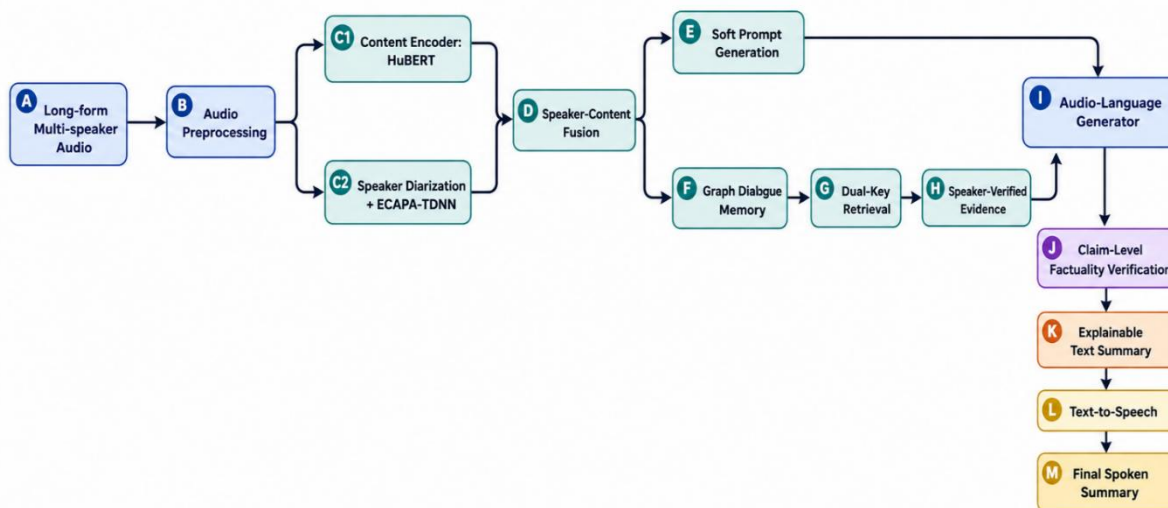 A
Long-form
Multi-speaker
Audio
B
Audio
Preprocessing
C1
Content Encoder:
HuBERT
C2
Speaker Diarization
+ ECAPA-TDNN
D
Speaker-Content
Fusion
E
Soft Prompt
Generation
F
Graph Dialbgue
Memory
G
Dual-Key
Retrieval
H
Speaker-Verified
Evidence
I
Audio-Language
Generator
J
Claim-Level
Factuality Verification
K
Explainable
Text Summary
L
Text-to-Speech
M
Final Spoken
Summary